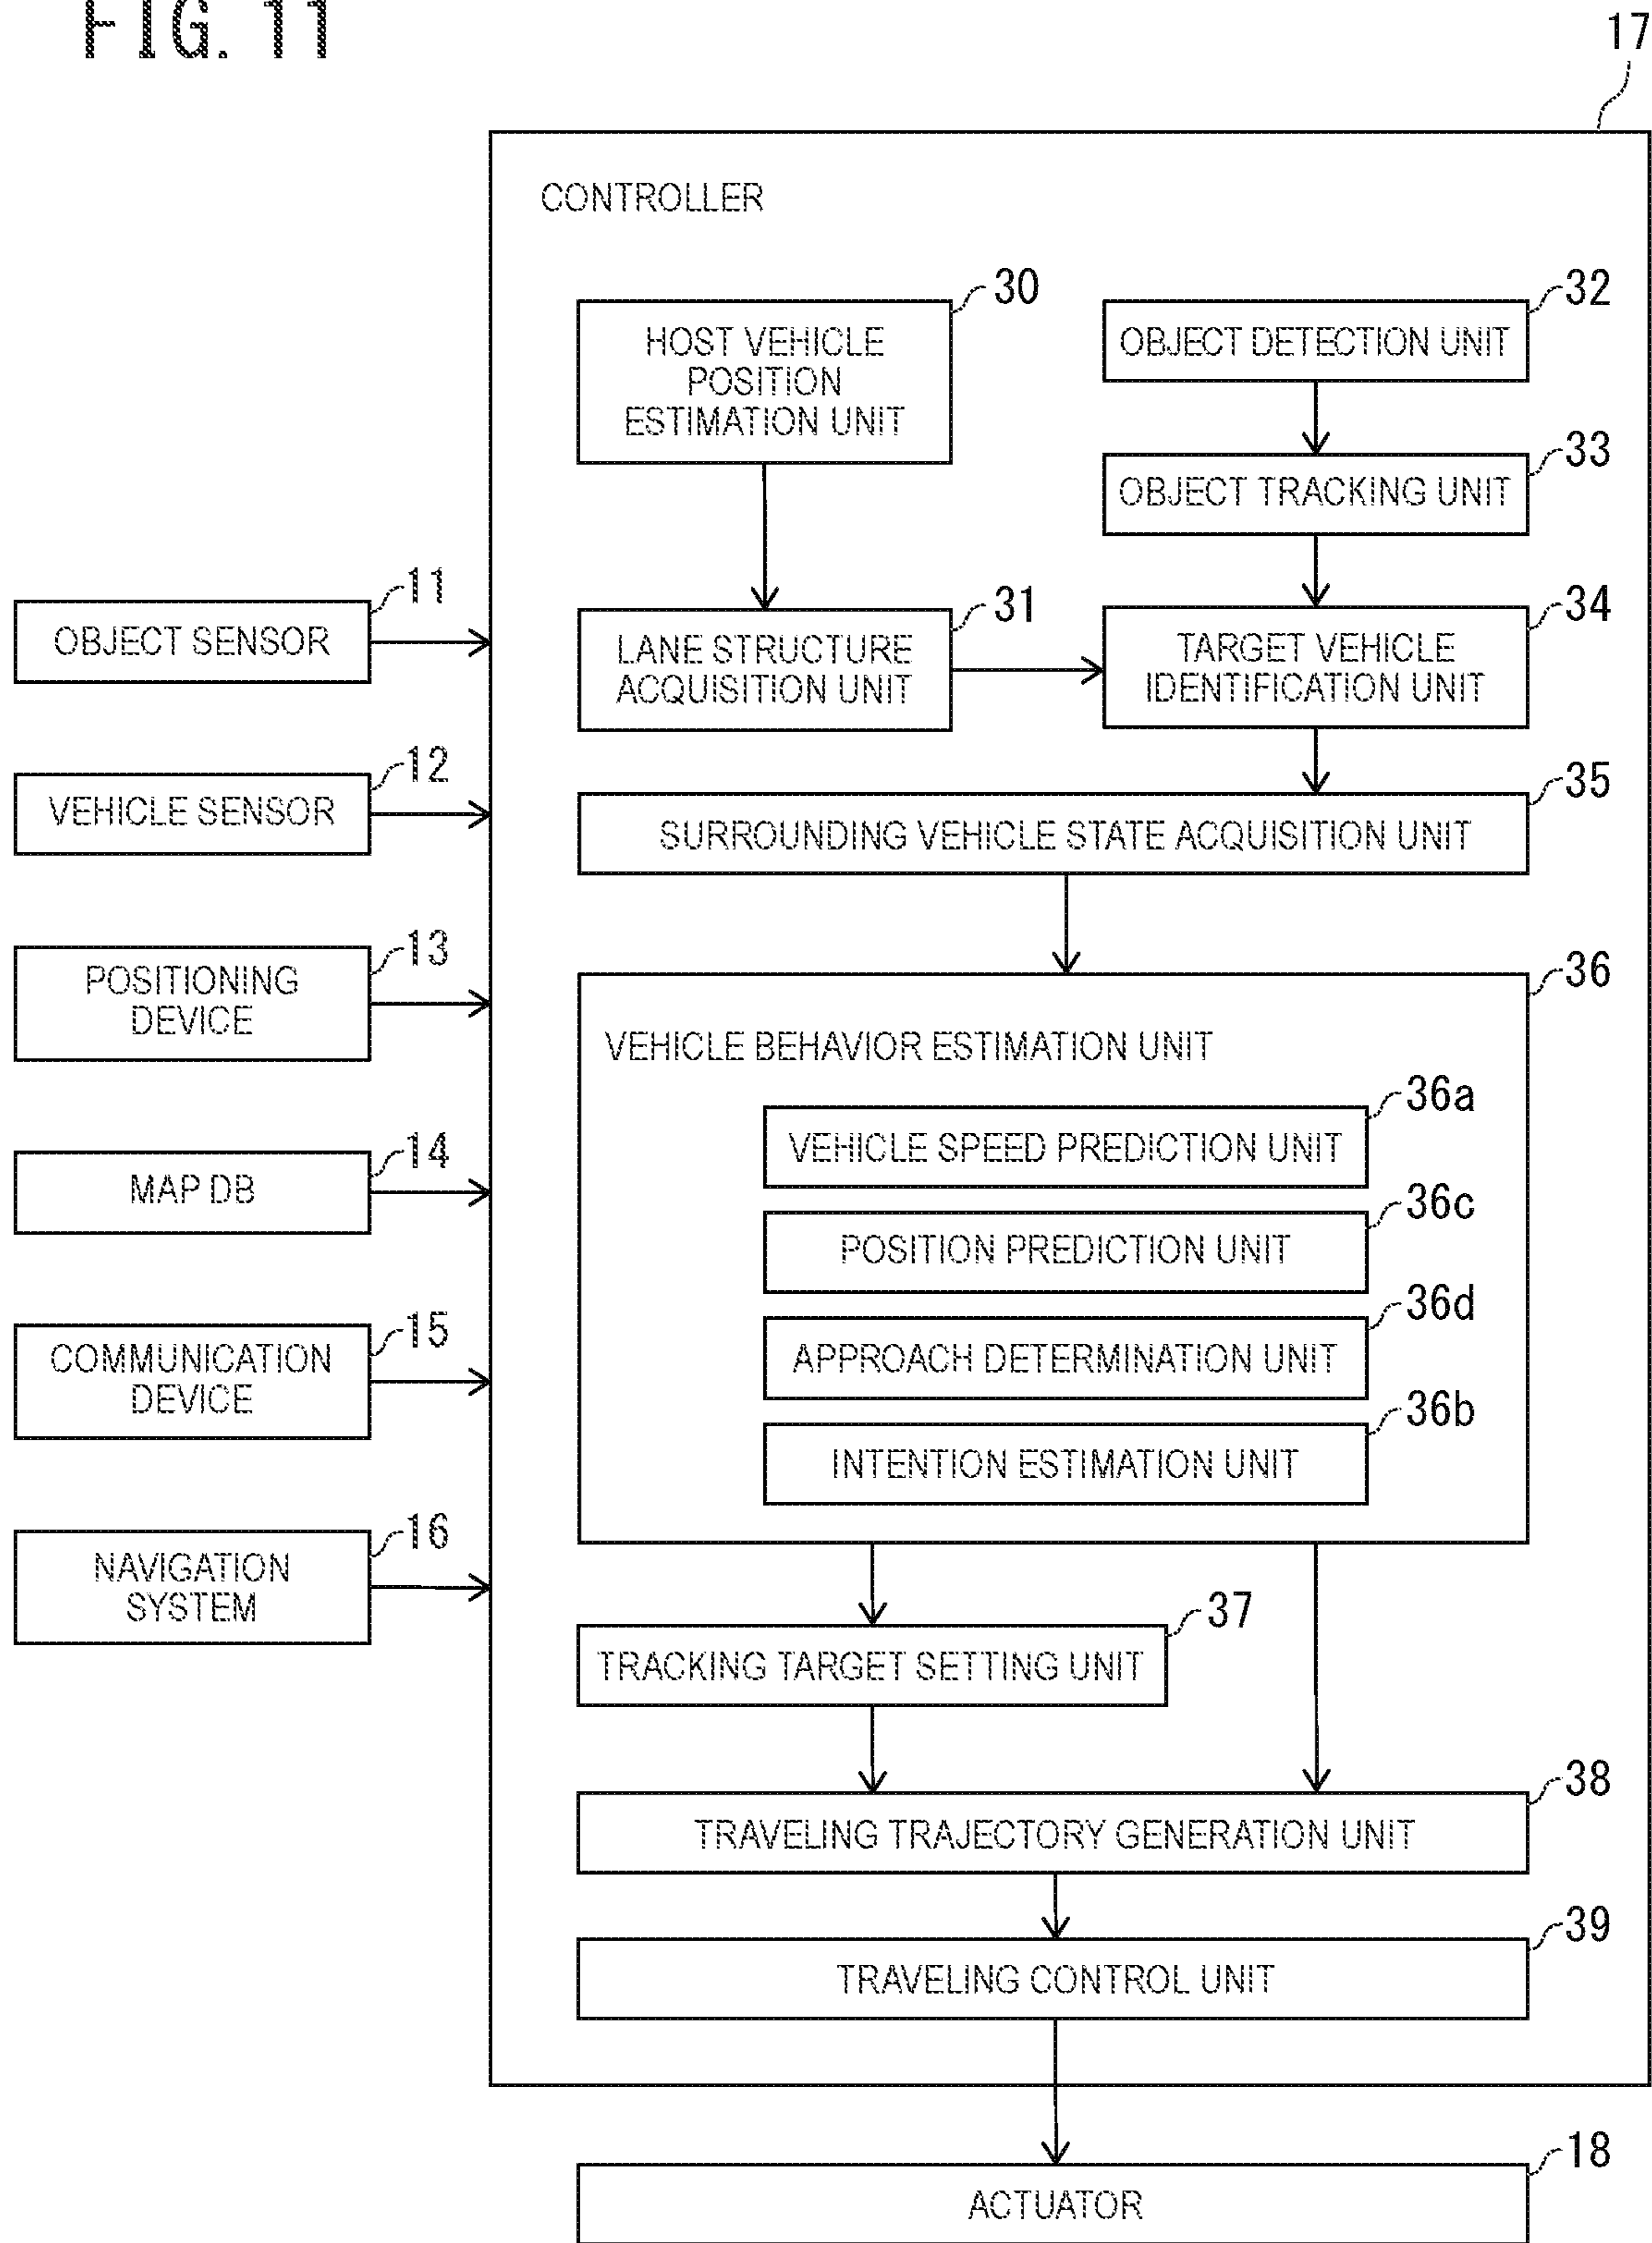 FIG. 11
17
CONTROLLER
30
HOST VEHICLE
POSITION
ESTIMATION UNIT
32
OBJECT DETECTION UNIT
33
OBJECT TRACKING UNIT
11
OBJECT SENSOR
31
LANE STRUCTURE
ACQUISITION UNIT
34
TARGET VEHICLE
IDENTIFICATION UNIT
12
VEHICLE SENSOR
35
SURROUNDING VEHICLE STATE ACQUISITION UNIT
13
POSITIONING
DEVICE
36
VEHICLE BEHAVIOR ESTIMATION UNIT
36a
VEHICLE SPEED PREDICTION UNIT
14
MAP DB
36c
POSITION PREDICTION UNIT
15
COMMUNICATION
DEVICE
36d
APPROACH DETERMINATION UNIT
36b
INTENTION ESTIMATION UNIT
16
NAVIGATION
SYSTEM
37
TRACKING TARGET SETTING UNIT
38
TRAVELING TRAJECTORY GENERATION UNIT
39
TRAVELING CONTROL UNIT
18
ACTUATOR